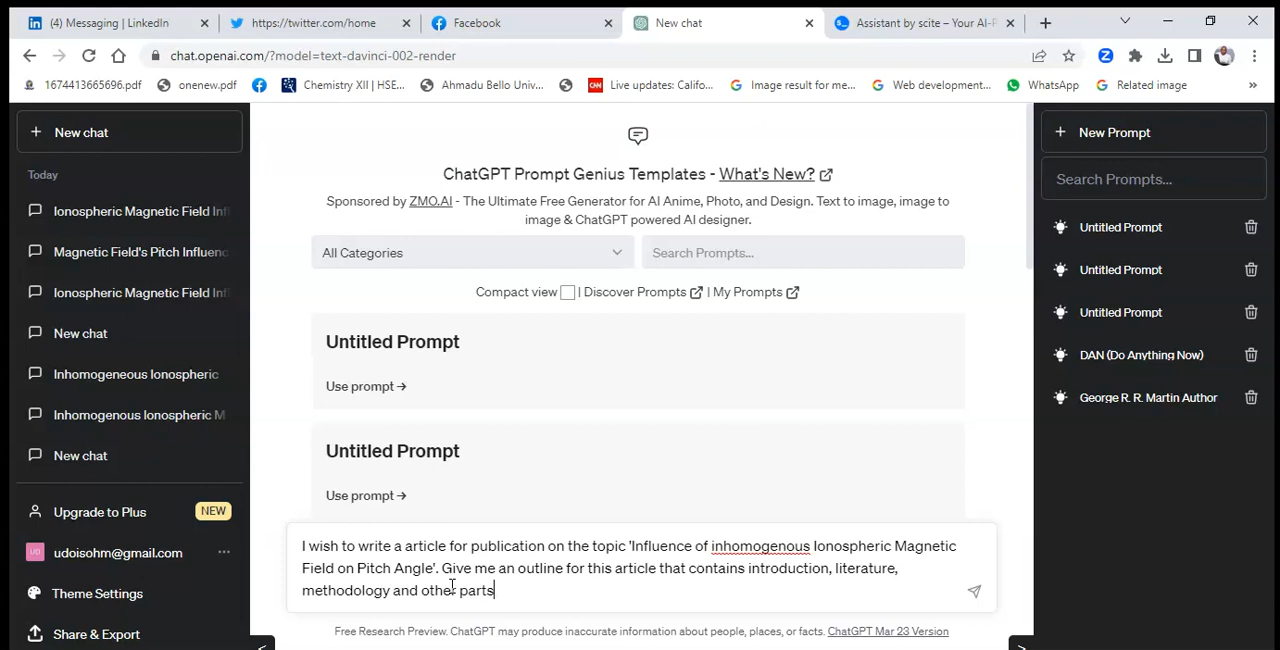 (4) Messaging | LinkedIn
https://twitter.com/home
Facebook
New chat
Assistant by scite – Your AI-P
chat.openai.com/?model=text-davinci-002-render
1674413665696.pdf
onenew.pdf
Chemistry XII | HSE...
Ahmadu Bello Univ...
CNN
Live updates: Califo...
Image result for me...
Web development...
WhatsApp
Related image
»
+ New chat
Today
Ionospheric Magnetic Field Infl
Magnetic Field's Pitch Influenc
Ionospheric Magnetic Field Infl
New chat
Inhomogeneous Ionospheric
Inhomogenous Ionospheric M
New chat
Upgrade to Plus
NEW
UD
udoisohm@gmail.com
Theme Settings
Share & Export
ChatGPT Prompt Genius Templates - What's New?
Sponsored by ZMO.AI - The Ultimate Free Generator for AI Anime, Photo, and Design. Text to image, image to
image & ChatGPT powered AI designer.
All Categories
Search Prompts...
Compact view | Discover Prompts | My Prompts
Untitled Prompt
Use prompt →
Untitled Prompt
Use prompt →
I wish to write a article for publication on the topic 'Influence of inhomogenous Ionospheric Magnetic
Field on Pitch Angle'. Give me an outline for this article that contains introduction, literature,
methodology and other parts
Free Research Preview. ChatGPT may produce inaccurate information about people, places, or facts. ChatGPT Mar 23 Version
+ New Prompt
Search Prompts...
Untitled Prompt
Untitled Prompt
Untitled Prompt
DAN (Do Anything Now)
George R. R. Martin Author
<
>